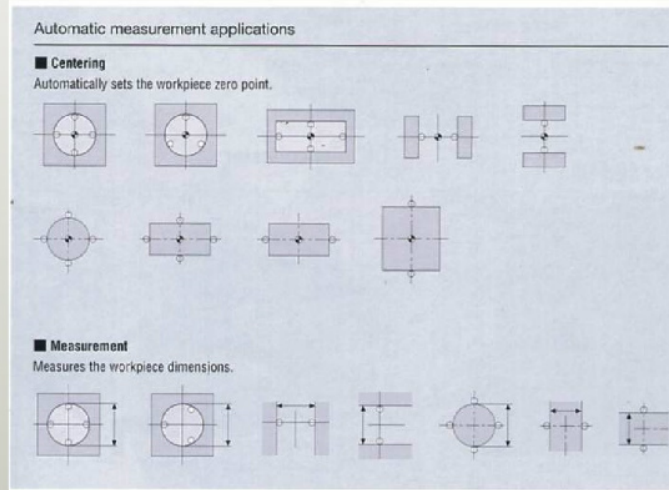 Automatic measurement applications
■ Centering
Automatically sets the workpiece zero point.
■ Measurement
Measures the workpiece dimensions.